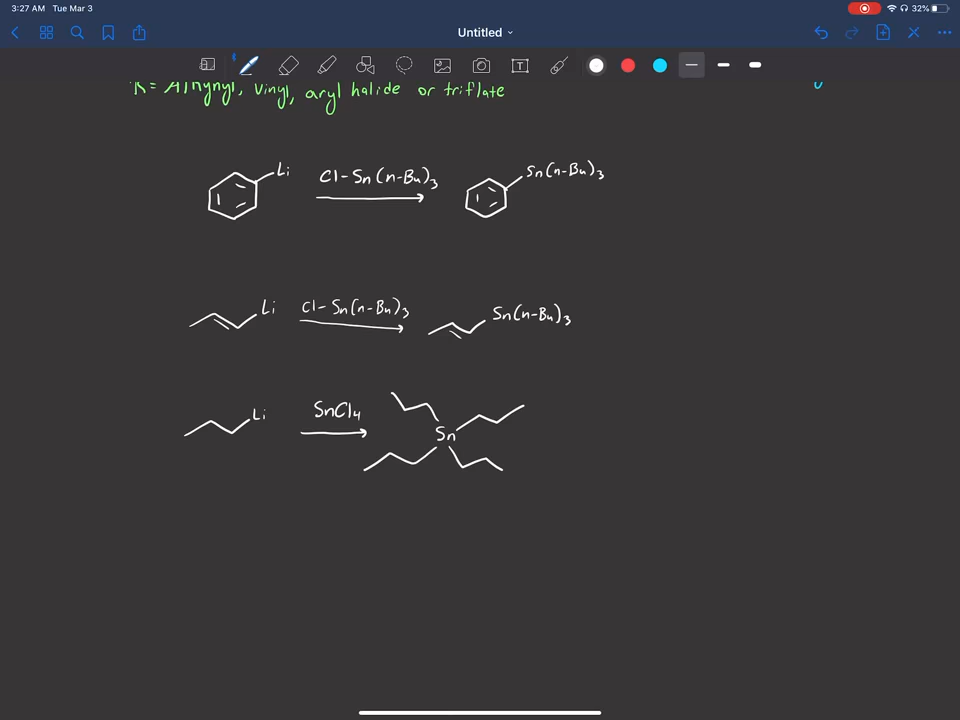 3:27 AM Tue Mar 3
32%
Untitled
T
R = Alkynyl, Vinyl, aryl halide or triflate
Li
Cl-Sn(n-Bu)3
Sn(n-Bu)3
Li
Cl-Sn(n-Bu)3
Sn(n-Bu)3
Li
SnCl4
Sn